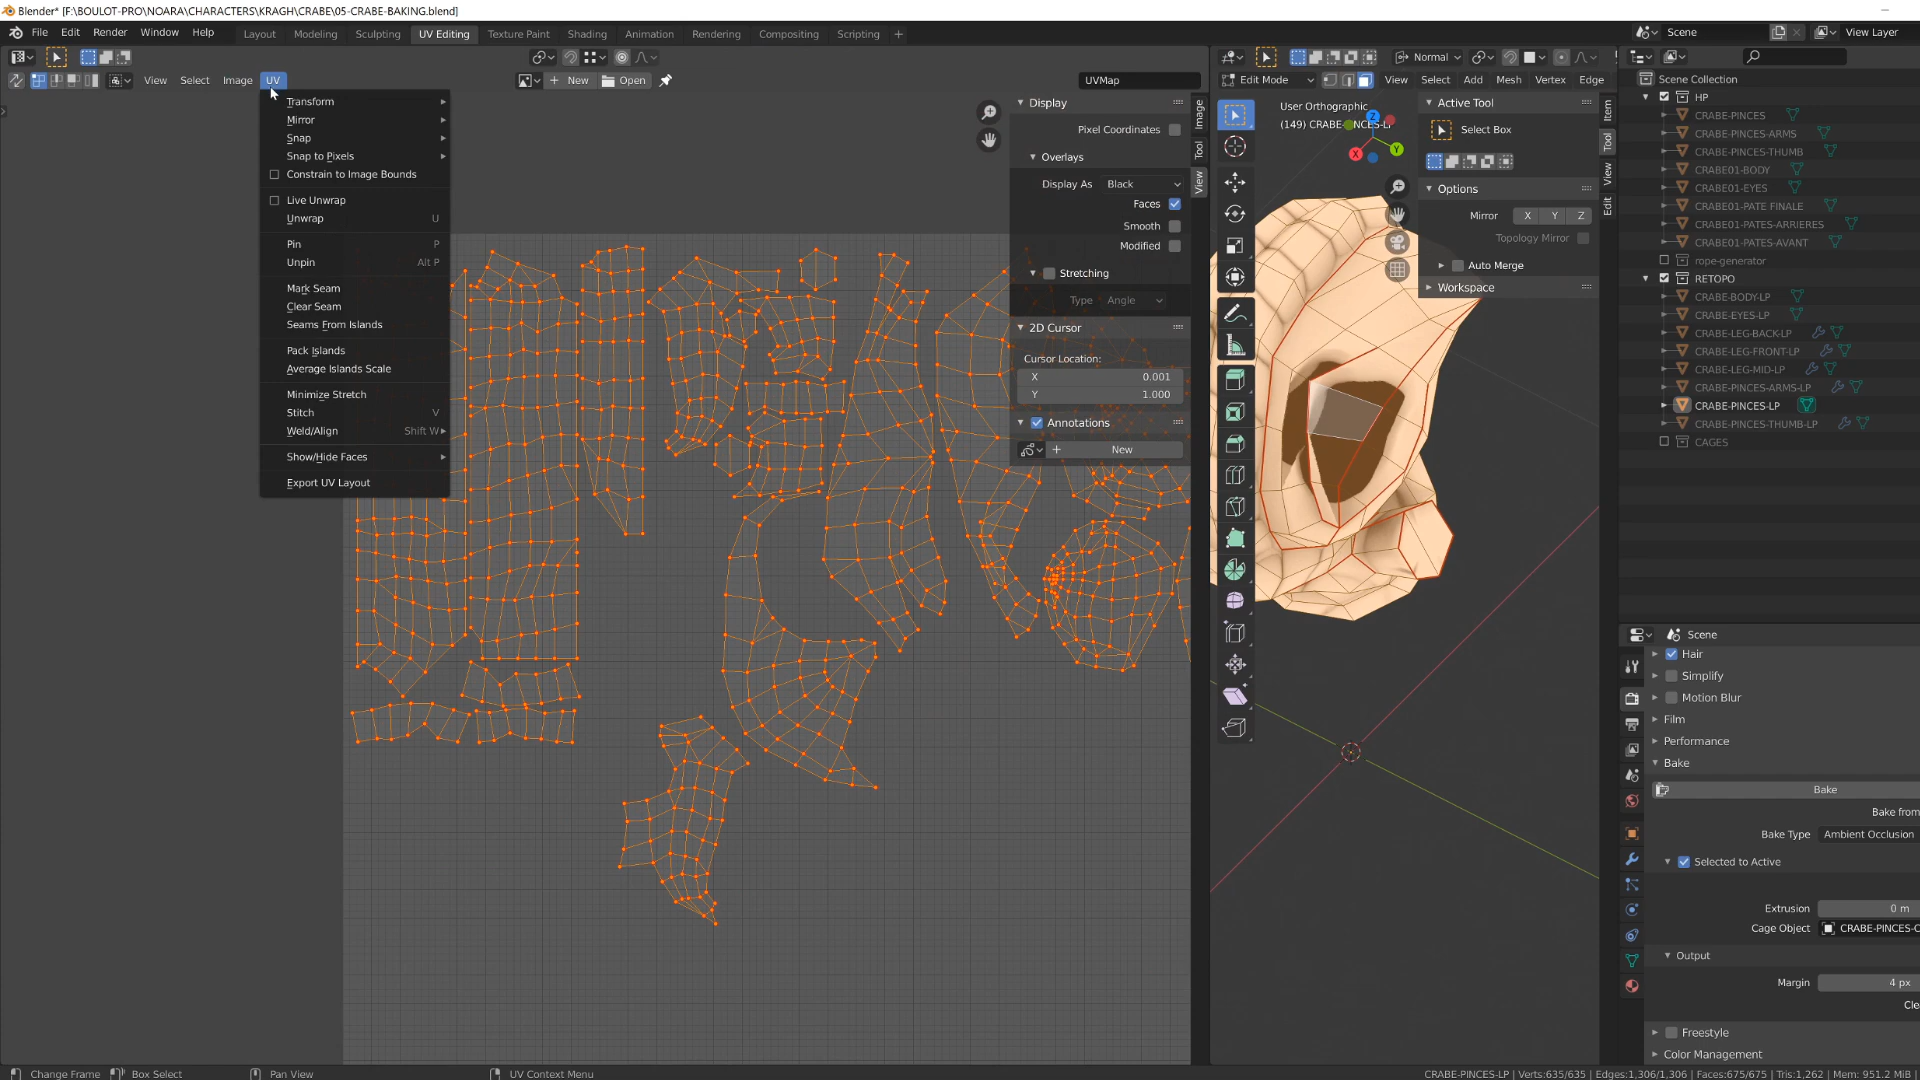 Blender* [F:\BOULOT-PRO\NOARA\CHARACTERS\KRAGH\CRABE\05-CRABE-BAKING.blend]
File Edit Render Window Help
Layout Modeling Sculpting UV Editing Texture Paint Shading Animation Rendering Compositing Scripting +
Scene
View Layer
Normal
View Select Image UV
New Open
UVMap
Edit Mode View Select Add Mesh Vertex Edge
Transform
Mirror
Snap
Snap to Pixels
Constrain to Image Bounds
Live Unwrap
Unwrap U
Pin P
Unpin Alt P
Mark Seam
Clear Seam
Seams From Islands
Pack Islands
Average Islands Scale
Minimize Stretch
Stitch V
Weld/Align Shift W
Show/Hide Faces
Export UV Layout
Display
Pixel Coordinates
Overlays
Display As Black
Faces
Smooth
Modified
Stretching
Type Angle
2D Cursor
Cursor Location:
X 0.001
Y 1.000
Annotations
New
Image
Tool
View
User Orthographic
(149) CRABE-PINCES-LP
X
Y
Z
Active Tool
Select Box
Options
Mirror X Y Z
Topology Mirror
Auto Merge
Workspace
Item
Tool
View
Edit
Scene Collection
HP
CRABE-PINCES
CRABE-PINCES-ARMS
CRABE-PINCES-THUMB
CRABE01-BODY
CRABE01-EYES
CRABE01-PATE FINALE
CRABE01-PATES-ARRIERES
CRABE01-PATES-AVANT
rope-generator
RETOPO
CRABE-BODY-LP
CRABE-EYES-LP
CRABE-LEG-BACK-LP
CRABE-LEG-FRONT-LP
CRABE-LEG-MID-LP
CRABE-PINCES-ARMS-LP
CRABE-PINCES-LP
CRABE-PINCES-THUMB-LP
CAGES
Scene
Hair
Simplify
Motion Blur
Film
Performance
Bake
Bake
Bake from
Bake Type Ambient Occlusion
Selected to Active
Extrusion 0 m
Cage Object CRABE-PINCES-C
Output
Margin 4 px
Cle
Freestyle
Color Management
Change Frame Box Select Pan View UV Context Menu
CRABE-PINCES-LP | Verts:635/635 | Edges:1,306/1,306 | Faces:675/675 | Tris:1,262 | Mem: 951.2 MiB |